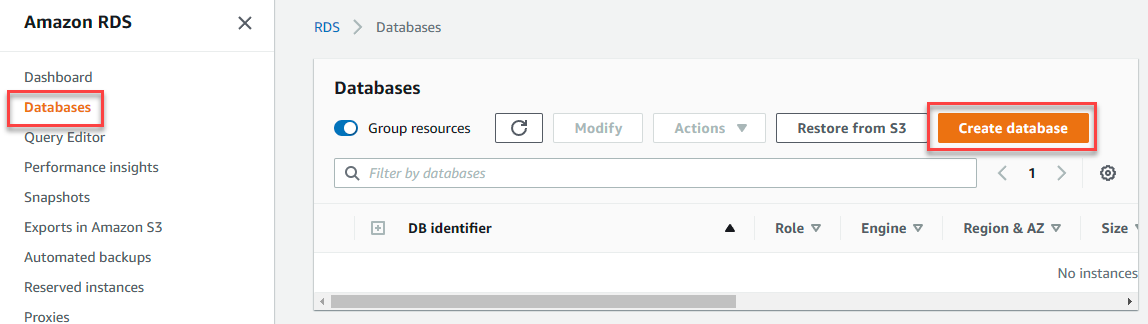 Amazon RDS
Dashboard
Databases
Query Editor
Performance insights
Snapshots
Exports in Amazon S3
Automated backups
Reserved instances
Proxies
RDS Databases
Databases
Group resources Modify Actions Restore from S3 Create database
Filter by databases 1
DB identifier Role Engine Region & AZ Size
No instances